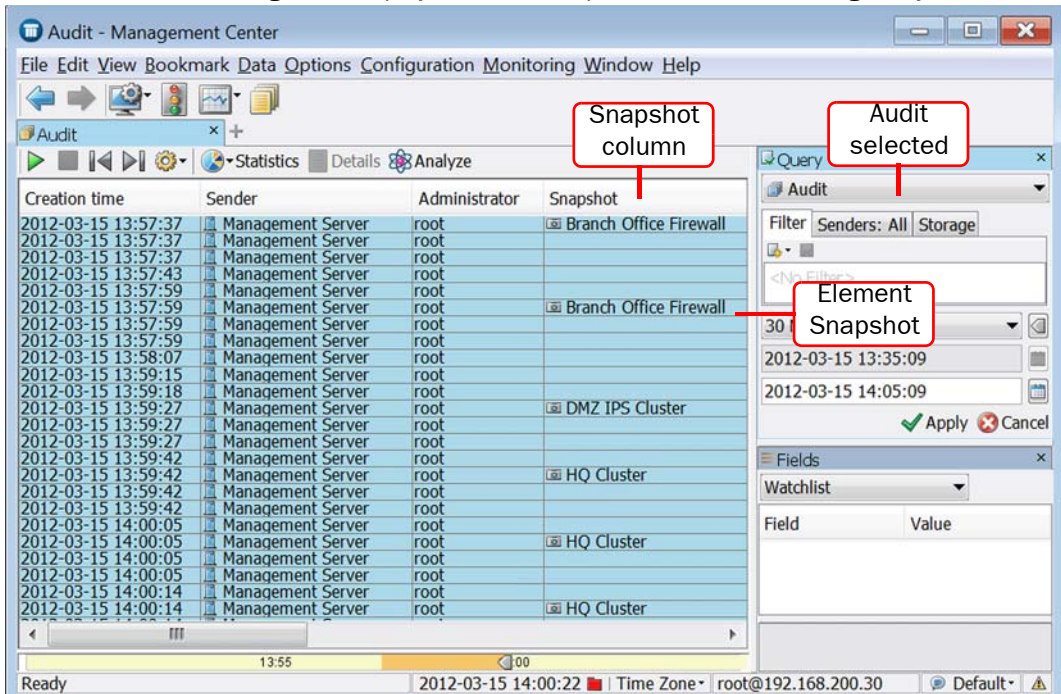 Audit - Management Center
File Edit View Bookmark Data Options Configuration Monitoring Window Help
Snapshot column
Audit selected
Audit
Statistics Details Analyze
Query
Audit
Creation time Sender Administrator Snapshot
Filter Senders: All Storage
<No Filter>
2012-03-15 13:57:37 Management Server root Branch Office Firewall
2012-03-15 13:57:37 Management Server root
2012-03-15 13:57:37 Management Server root
2012-03-15 13:57:43 Management Server root
2012-03-15 13:57:59 Management Server root
2012-03-15 13:57:59 Management Server root Branch Office Firewall
2012-03-15 13:57:59 Management Server root
2012-03-15 13:57:59 Management Server root
2012-03-15 13:58:07 Management Server root
2012-03-15 13:59:15 Management Server root
2012-03-15 13:59:18 Management Server root
2012-03-15 13:59:27 Management Server root DMZ IPS Cluster
2012-03-15 13:59:27 Management Server root
2012-03-15 13:59:27 Management Server root
2012-03-15 13:59:42 Management Server root
2012-03-15 13:59:42 Management Server root HQ Cluster
2012-03-15 13:59:42 Management Server root
2012-03-15 13:59:42 Management Server root
2012-03-15 14:00:05 Management Server root
2012-03-15 14:00:05 Management Server root HQ Cluster
2012-03-15 14:00:05 Management Server root
2012-03-15 14:00:05 Management Server root
2012-03-15 14:00:14 Management Server root
2012-03-15 14:00:14 Management Server root HQ Cluster
Element Snapshot
30
2012-03-15 13:35:09
2012-03-15 14:05:09
Apply Cancel
Fields
Watchlist
Field Value
13:55 :00
Ready 2012-03-15 14:00:22 Time Zone root@192.168.200.30 Default